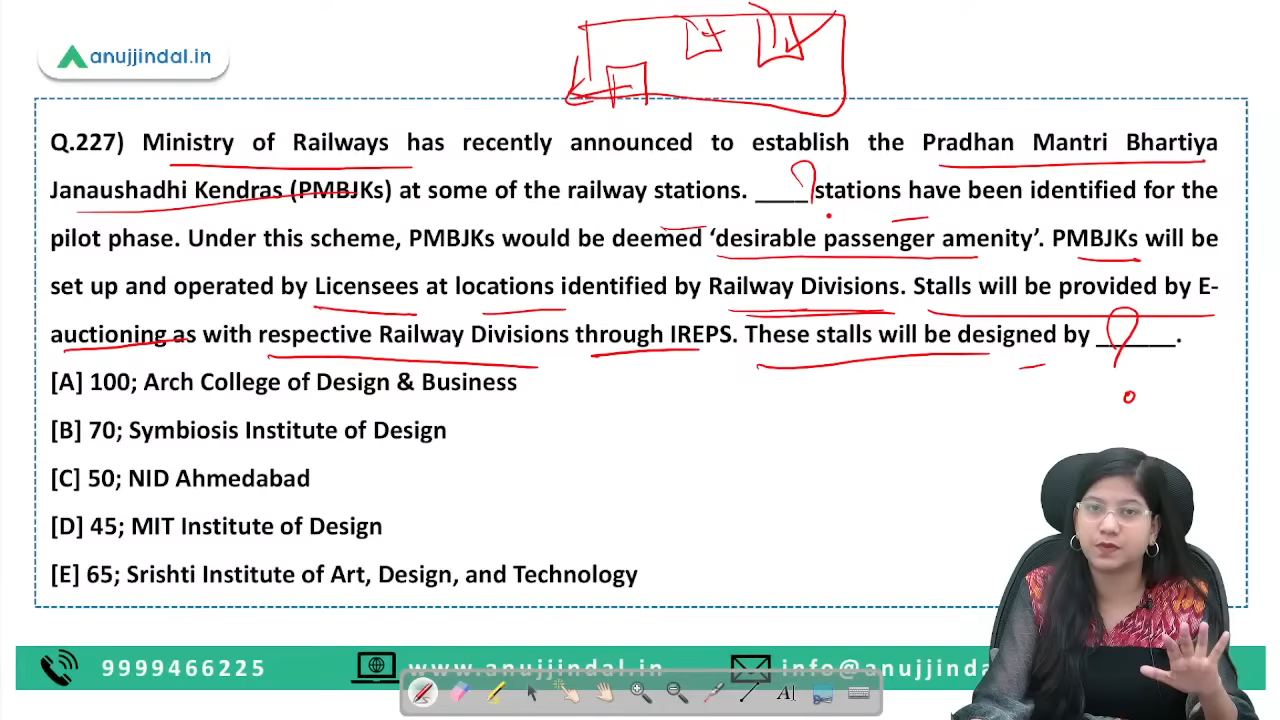 anujjindal.in
Q.227) Ministry of Railways has recently announced to establish the Pradhan Mantri Bhartiya
Janaushadhi Kendras (PMBJKs) at some of the railway stations. ____ stations have been identified for the
pilot phase. Under this scheme, PMBJKs would be deemed ‘desirable passenger amenity’. PMBJKs will be
set up and operated by Licensees at locations identified by Railway Divisions. Stalls will be provided by E-
auctioning as with respective Railway Divisions through IREPS. These stalls will be designed by ______.
[A] 100; Arch College of Design & Business
[B] 70; Symbiosis Institute of Design
[C] 50; NID Ahmedabad
[D] 45; MIT Institute of Design
[E] 65; Srishti Institute of Art, Design, and Technology
9999466225 www.anujjindal.in info@anujjinda